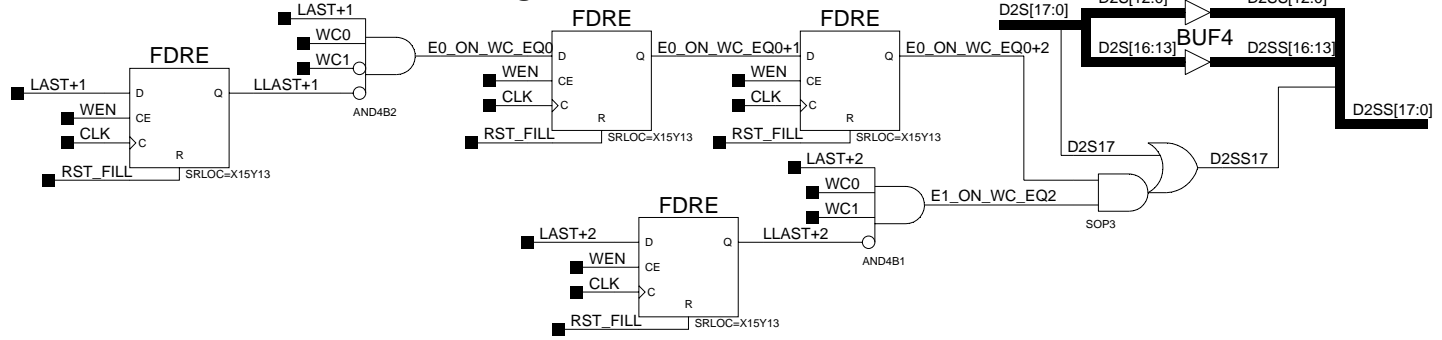 LAST+1
FDRE
LAST+1
D
Q
LLAST+1
WEN
CE
CLK
C
R
RST_FILL
SRLOC=X15Y13
WC0
WC1
AND4B2
E0_ON_WC_EQ0
FDRE
D
Q
E0_ON_WC_EQ0+1
WEN
CE
CLK
C
R
RST_FILL
SRLOC=X15Y13
FDRE
D
Q
E0_ON_WC_EQ0+2
WEN
CE
CLK
C
R
RST_FILL
SRLOC=X15Y13
D2S[17:0]
D2S[12:0]
D2SS[12:0]
BUF4
D2S[16:13]
D2SS[16:13]
D2SS[17:0]
D2S17
D2SS17
SOP3
LAST+2
WC0
WC1
E1_ON_WC_EQ2
AND4B1
FDRE
LAST+2
D
Q
LLAST+2
WEN
CE
CLK
C
R
RST_FILL
SRLOC=X15Y13